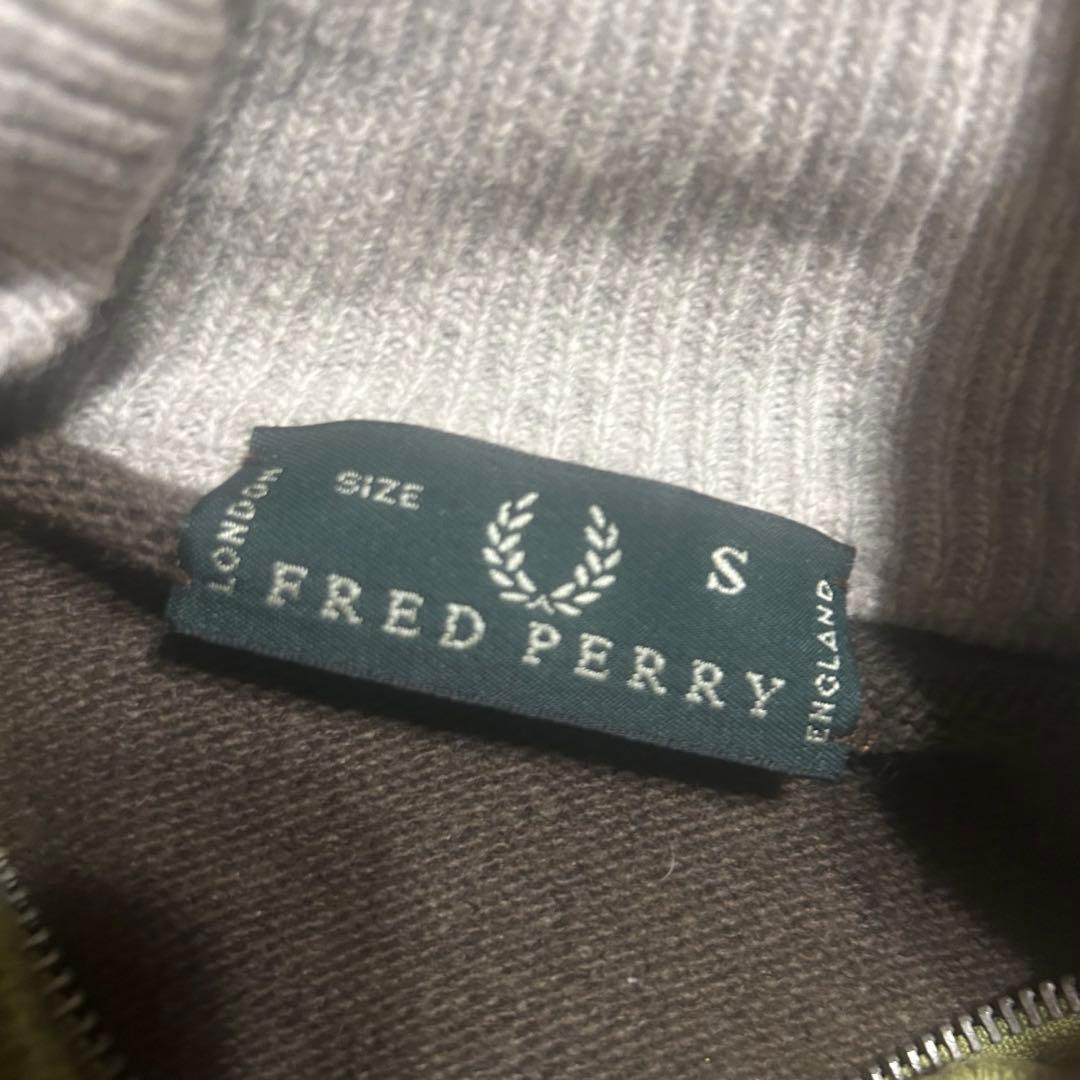 LONDON
SIZE
S
FRED PERRY
ENGLAND